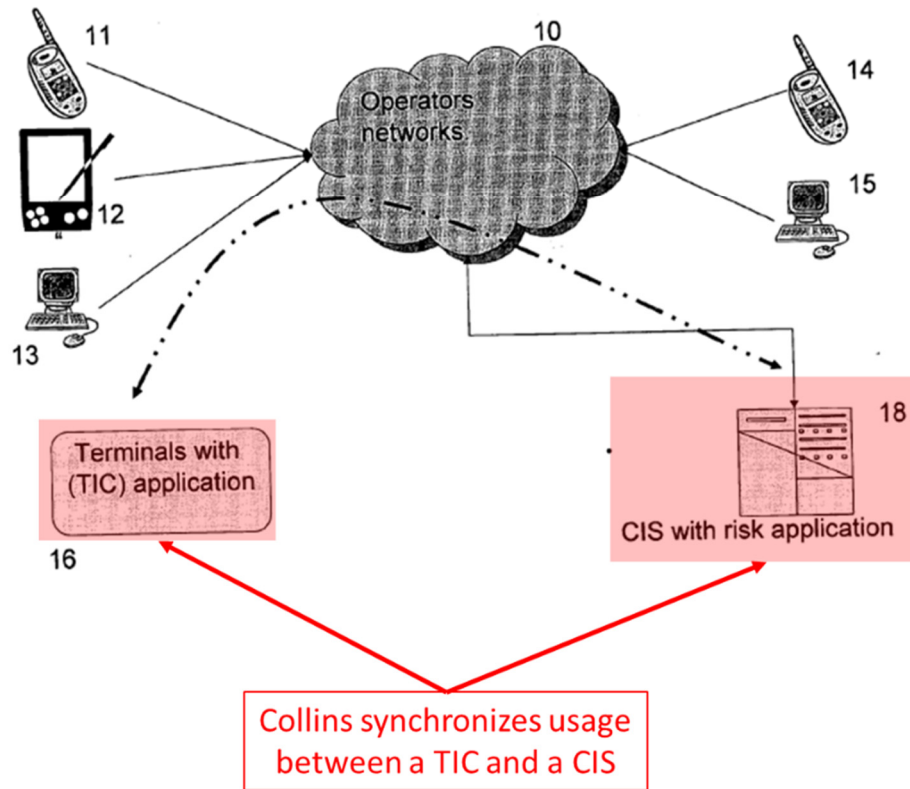 11
10
14
Operators
networks.
12
15
13
18
Terminals with
(TIC) application
CIS with risk application
16
Collins synchronizes usage
between a TIC and a CIS